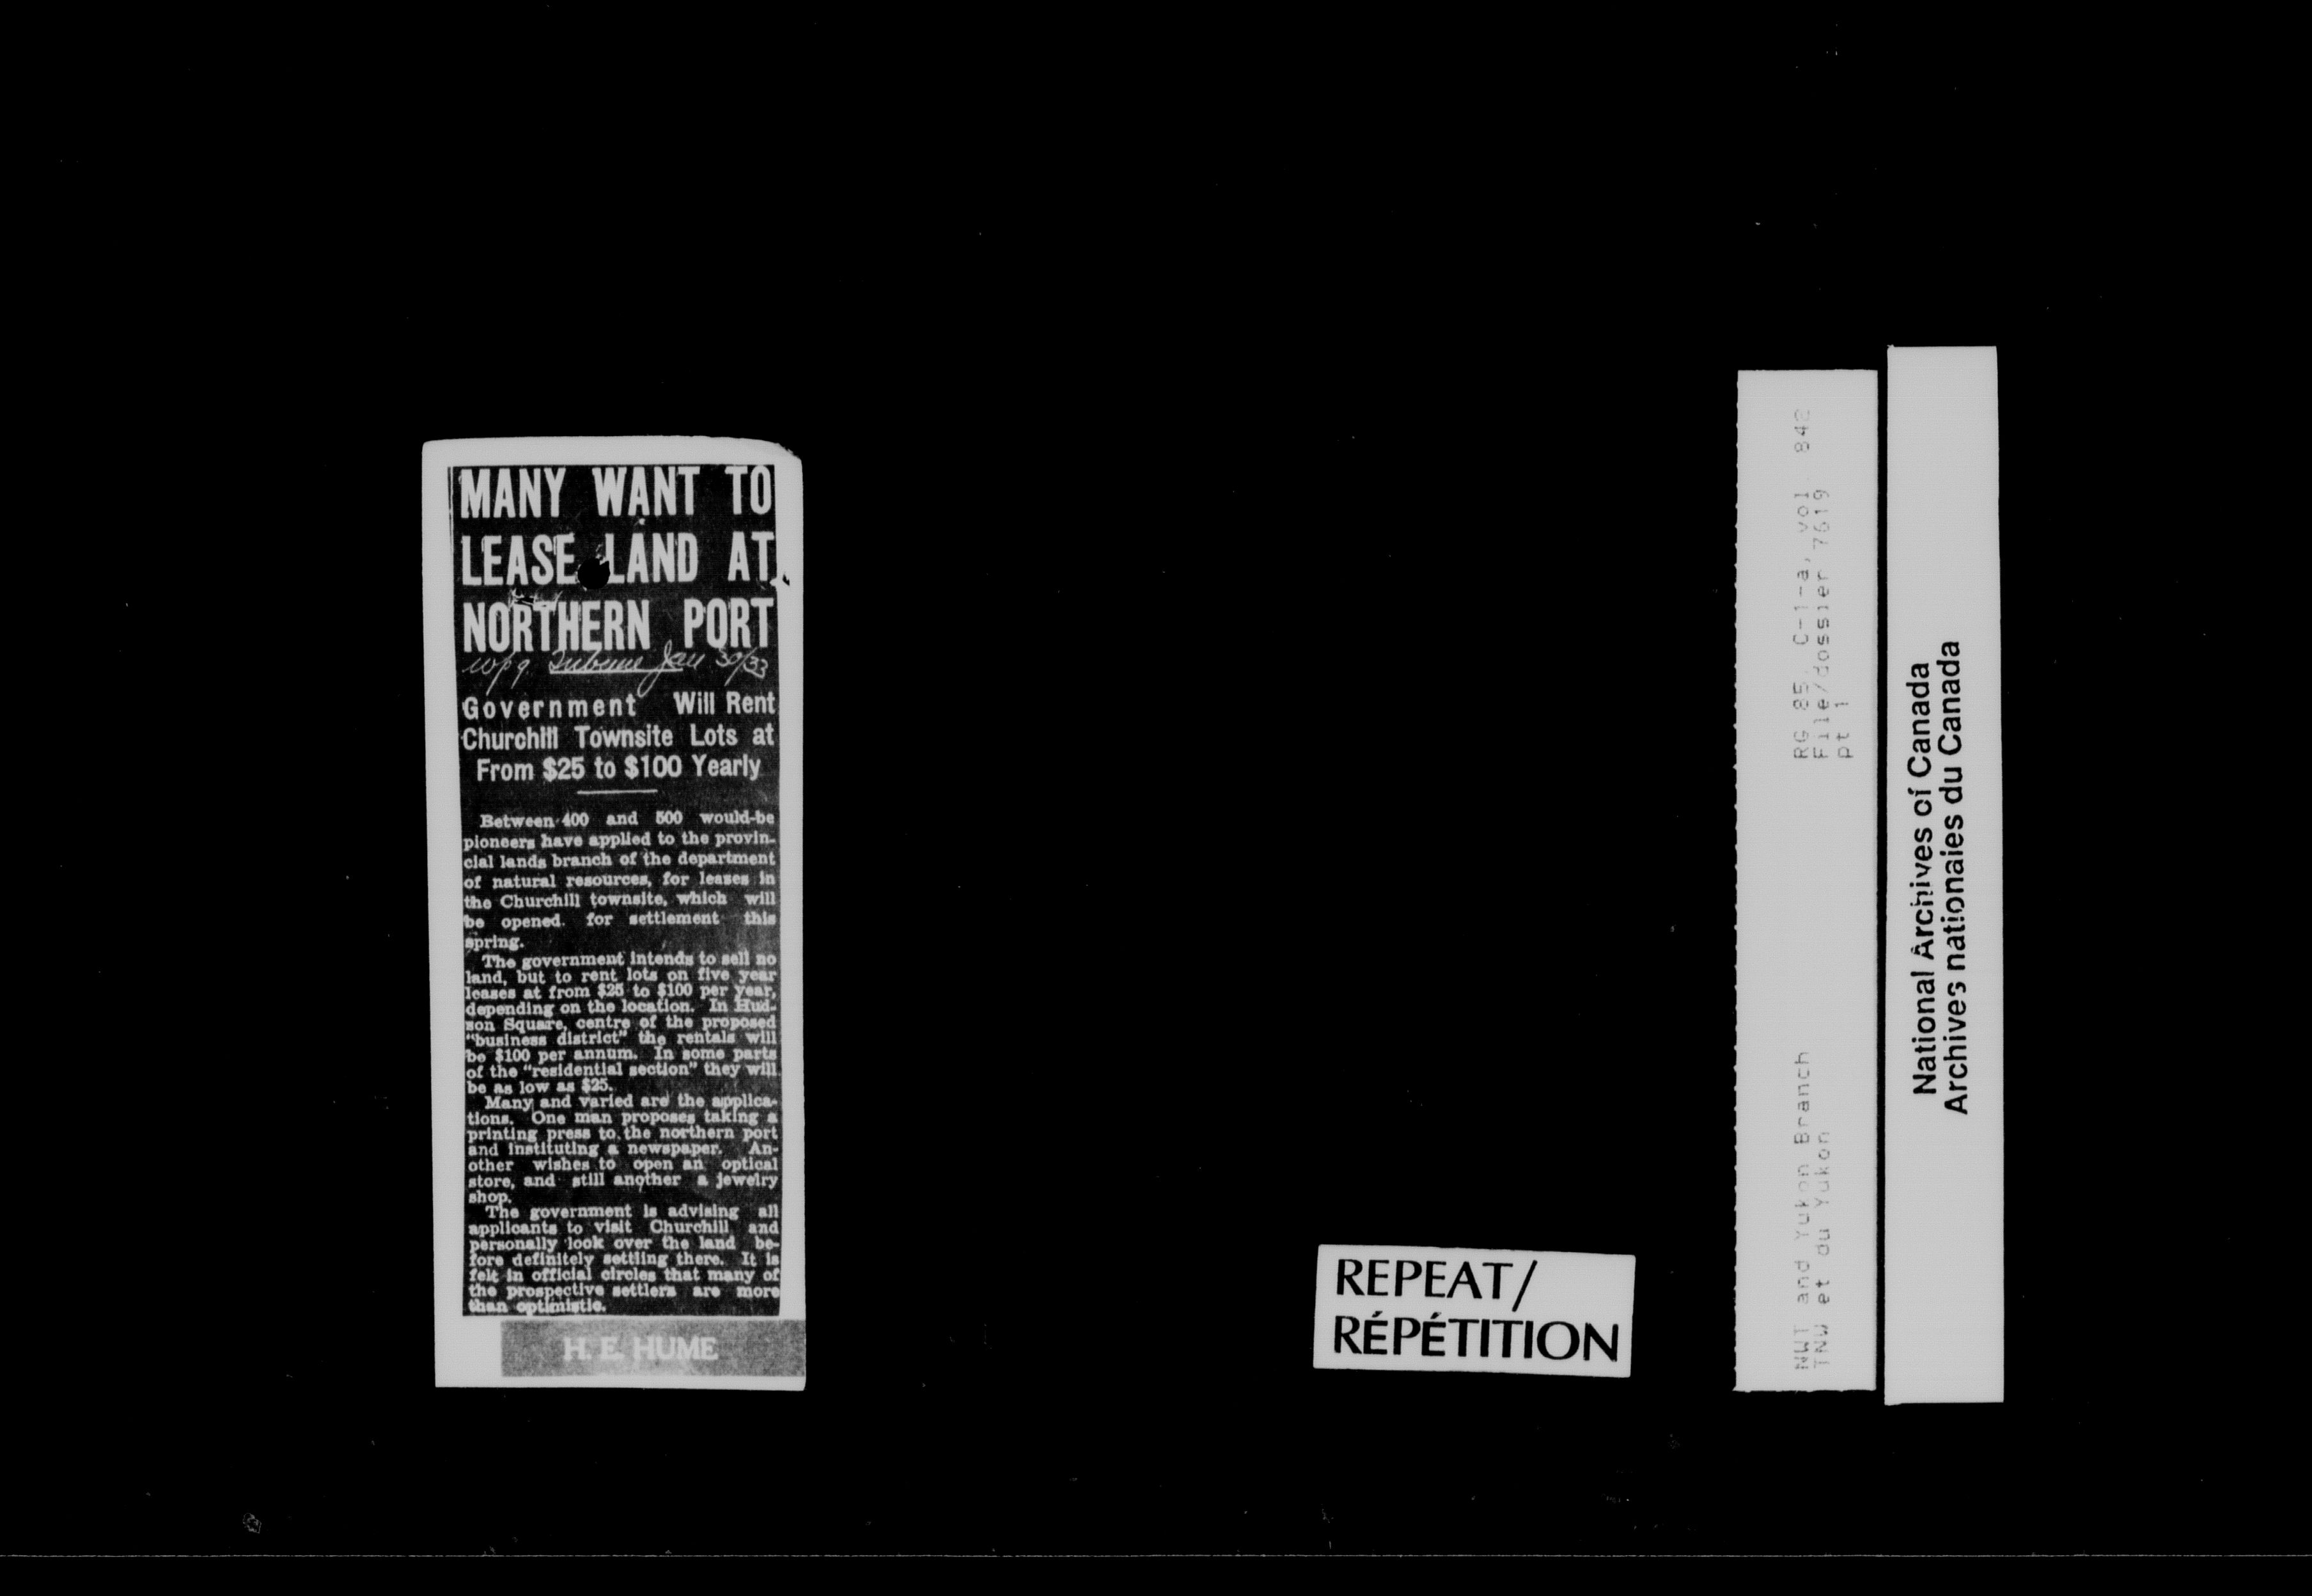 MANY WANT TO
LEASE LAND AT
NORTHERN PORT
Wpg. Tribune Jan 30/33
Government Will Rent
Churchill Townsite Lots at
From $25 to $100 Yearly
Between 400 and 500 would-be
pioneers have applied to the provin-
cial lands branch of the department
of natural resources, for leases in
the Churchill townsite, which will
be opened. for settlement this
spring.
The government intends to sell no
land, but to rent lots on five year
leases at from $25 to $100 per year,
depending on the location. In Hud-
son Square, centre of the proposed
"business district" the rentals will
be $100 per annum. In some parts
of the "residential section" they will
be as low as $25.
Many and varied are the applica-
tions. One man proposes taking a
printing press to the northern port
and instituting a newspaper. An-
other wishes to open an optical
store, and still another a jewelry
shop.
The government is advising all
applicants to visit Churchill and
personally look over the land be-
fore definitely settling there. It is
felt in official circles that many of
the prospective settlers are more
than optimistic.
H. E. HUME
REPEAT/
RÉPÉTITION
NWT and Yukon Branch RG 85, C-1-a, vol 842
TNW et du Yukon File/dossier 7619
pt 1
National Archives of Canada
Archives nationales du Canada